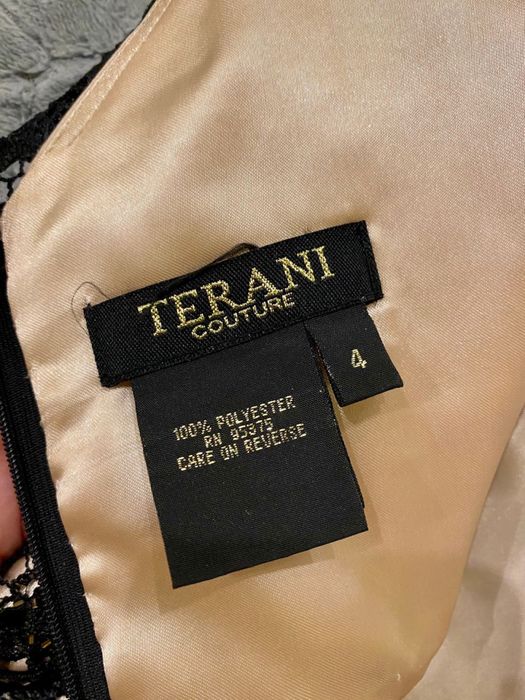 TERANI
COUTURE
4
100% POLYESTER
RN 95375
CARE ON REVERSE